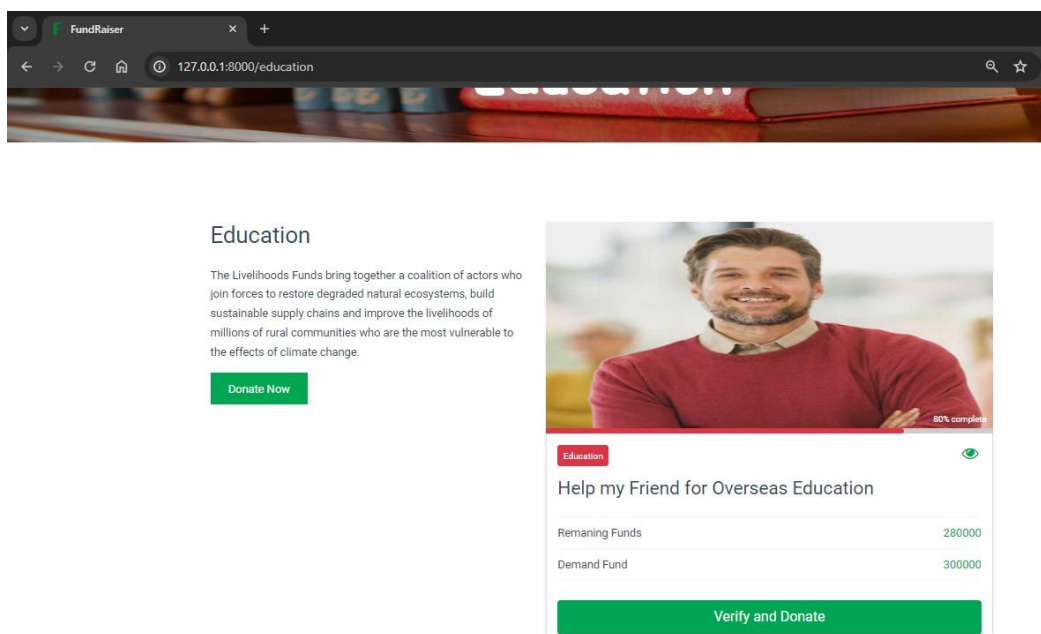 FundRaiser
127.0.0.1:8000/education
Education
Education
The Livelihoods Funds bring together a coalition of actors who
join forces to restore degraded natural ecosystems, build
sustainable supply chains and improve the livelihoods of
millions of rural communities who are the most vulnerable to
the effects of climate change.
Donate Now
80% complete
Education
Help my Friend for Overseas Education
Remaning Funds 280000
Demand Fund 300000
Verify and Donate